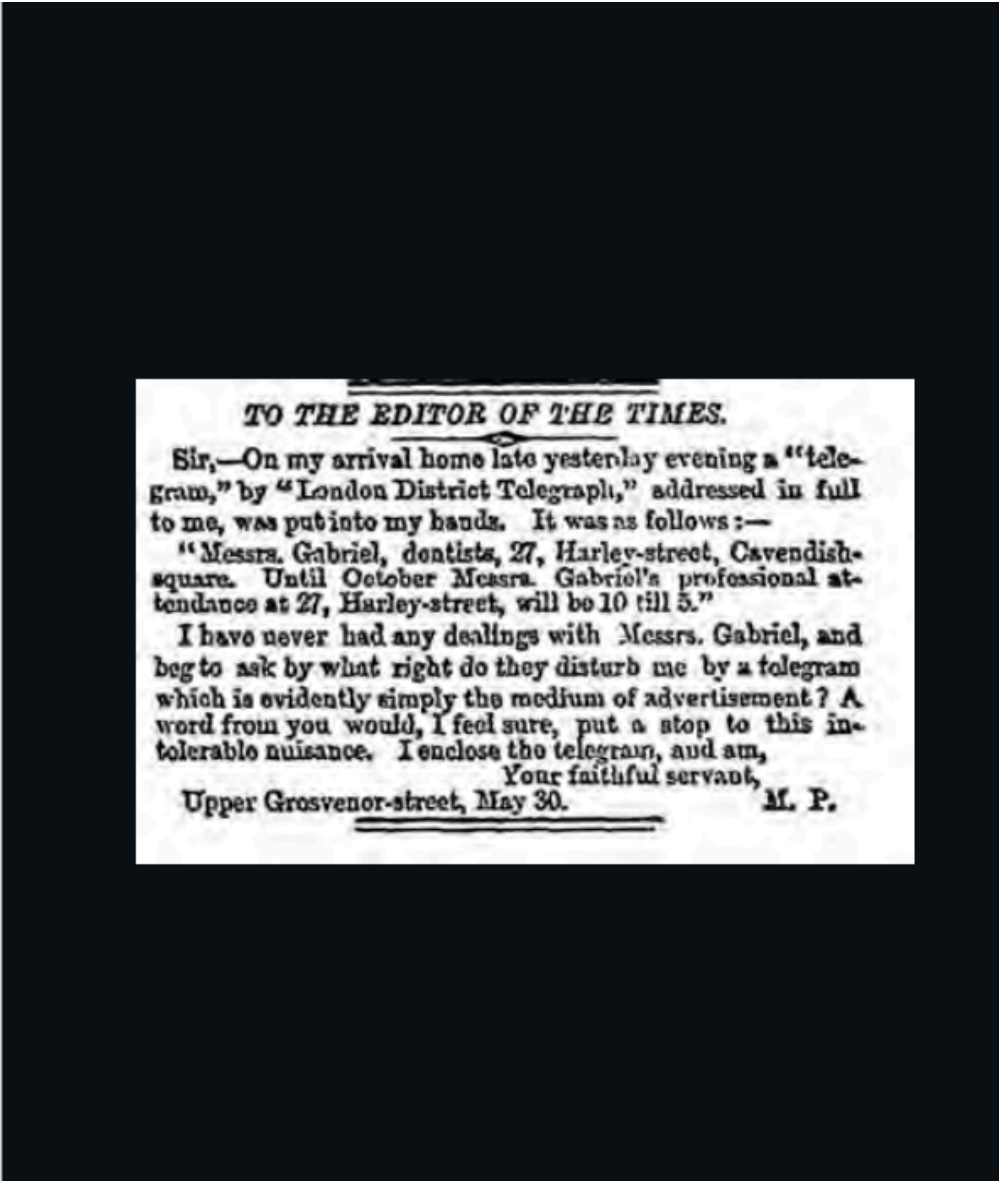 TO THE EDITOR OF THE TIMES.
Sir,—On my arrival home late yesterday evening a “tele-
gram,” by “London District Telegraph,” addressed in full
to me, was put into my hands. It was as follows :—
“Messrs. Gabriel, dentists, 27, Harley-street, Cavendish-
square. Until October Messrs. Gabriel's professional at-
tendance at 27, Harley-street, will be 10 till 5.”
I have never had any dealings with Messrs. Gabriel, and
beg to ask by what right do they disturb me by a telegram
which is evidently simply the medium of advertisement? A
word from you would, I feel sure, put a stop to this in-
tolerable nuisance. I enclose the telegram, and am,
Your faithful servant,
Upper Grosvenor-street, May 30. M. P.